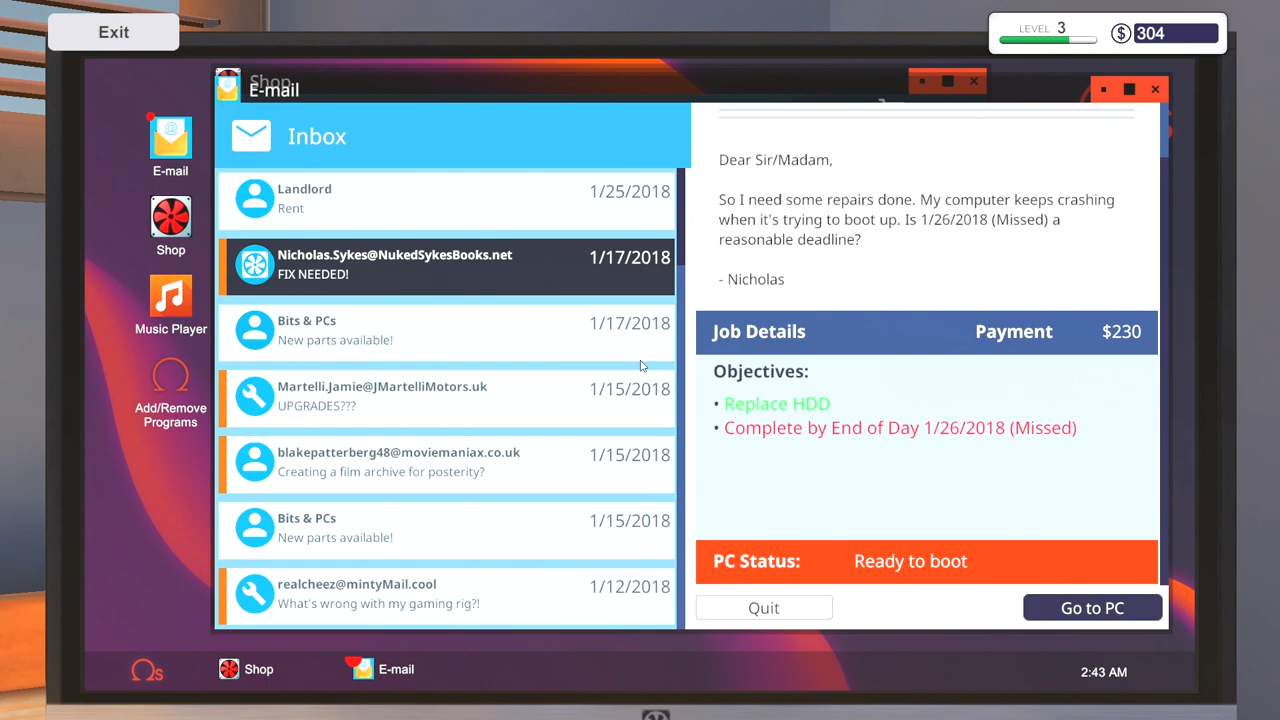 Exit
LEVEL 3
$ 304
Shop
E-mail
E-mail
Shop
Music Player
Add/Remove
Programs
Inbox
Landlord
1/25/2018
Rent
Nicholas.Sykes@NukedSykesBooks.net
1/17/2018
FIX NEEDED!
Bits & PCs
1/17/2018
New parts available!
Martelli.Jamie@JMartelliMotors.uk
1/15/2018
UPGRADES???
blakepatterberg48@moviemaniax.co.uk
1/15/2018
Creating a film archive for posterity?
Bits & PCs
1/15/2018
New parts available!
realcheez@mintyMail.cool
1/12/2018
What's wrong with my gaming rig?!
Dear Sir/Madam,
So I need some repairs done. My computer keeps crashing
when it's trying to boot up. Is 1/26/2018 (Missed) a
reasonable deadline?
- Nicholas
Job Details Payment $230
Objectives:
• Replace HDD
• Complete by End of Day 1/26/2018 (Missed)
PC Status: Ready to boot
Quit
Go to PC
Ωs
Shop
E-mail
2:43 AM